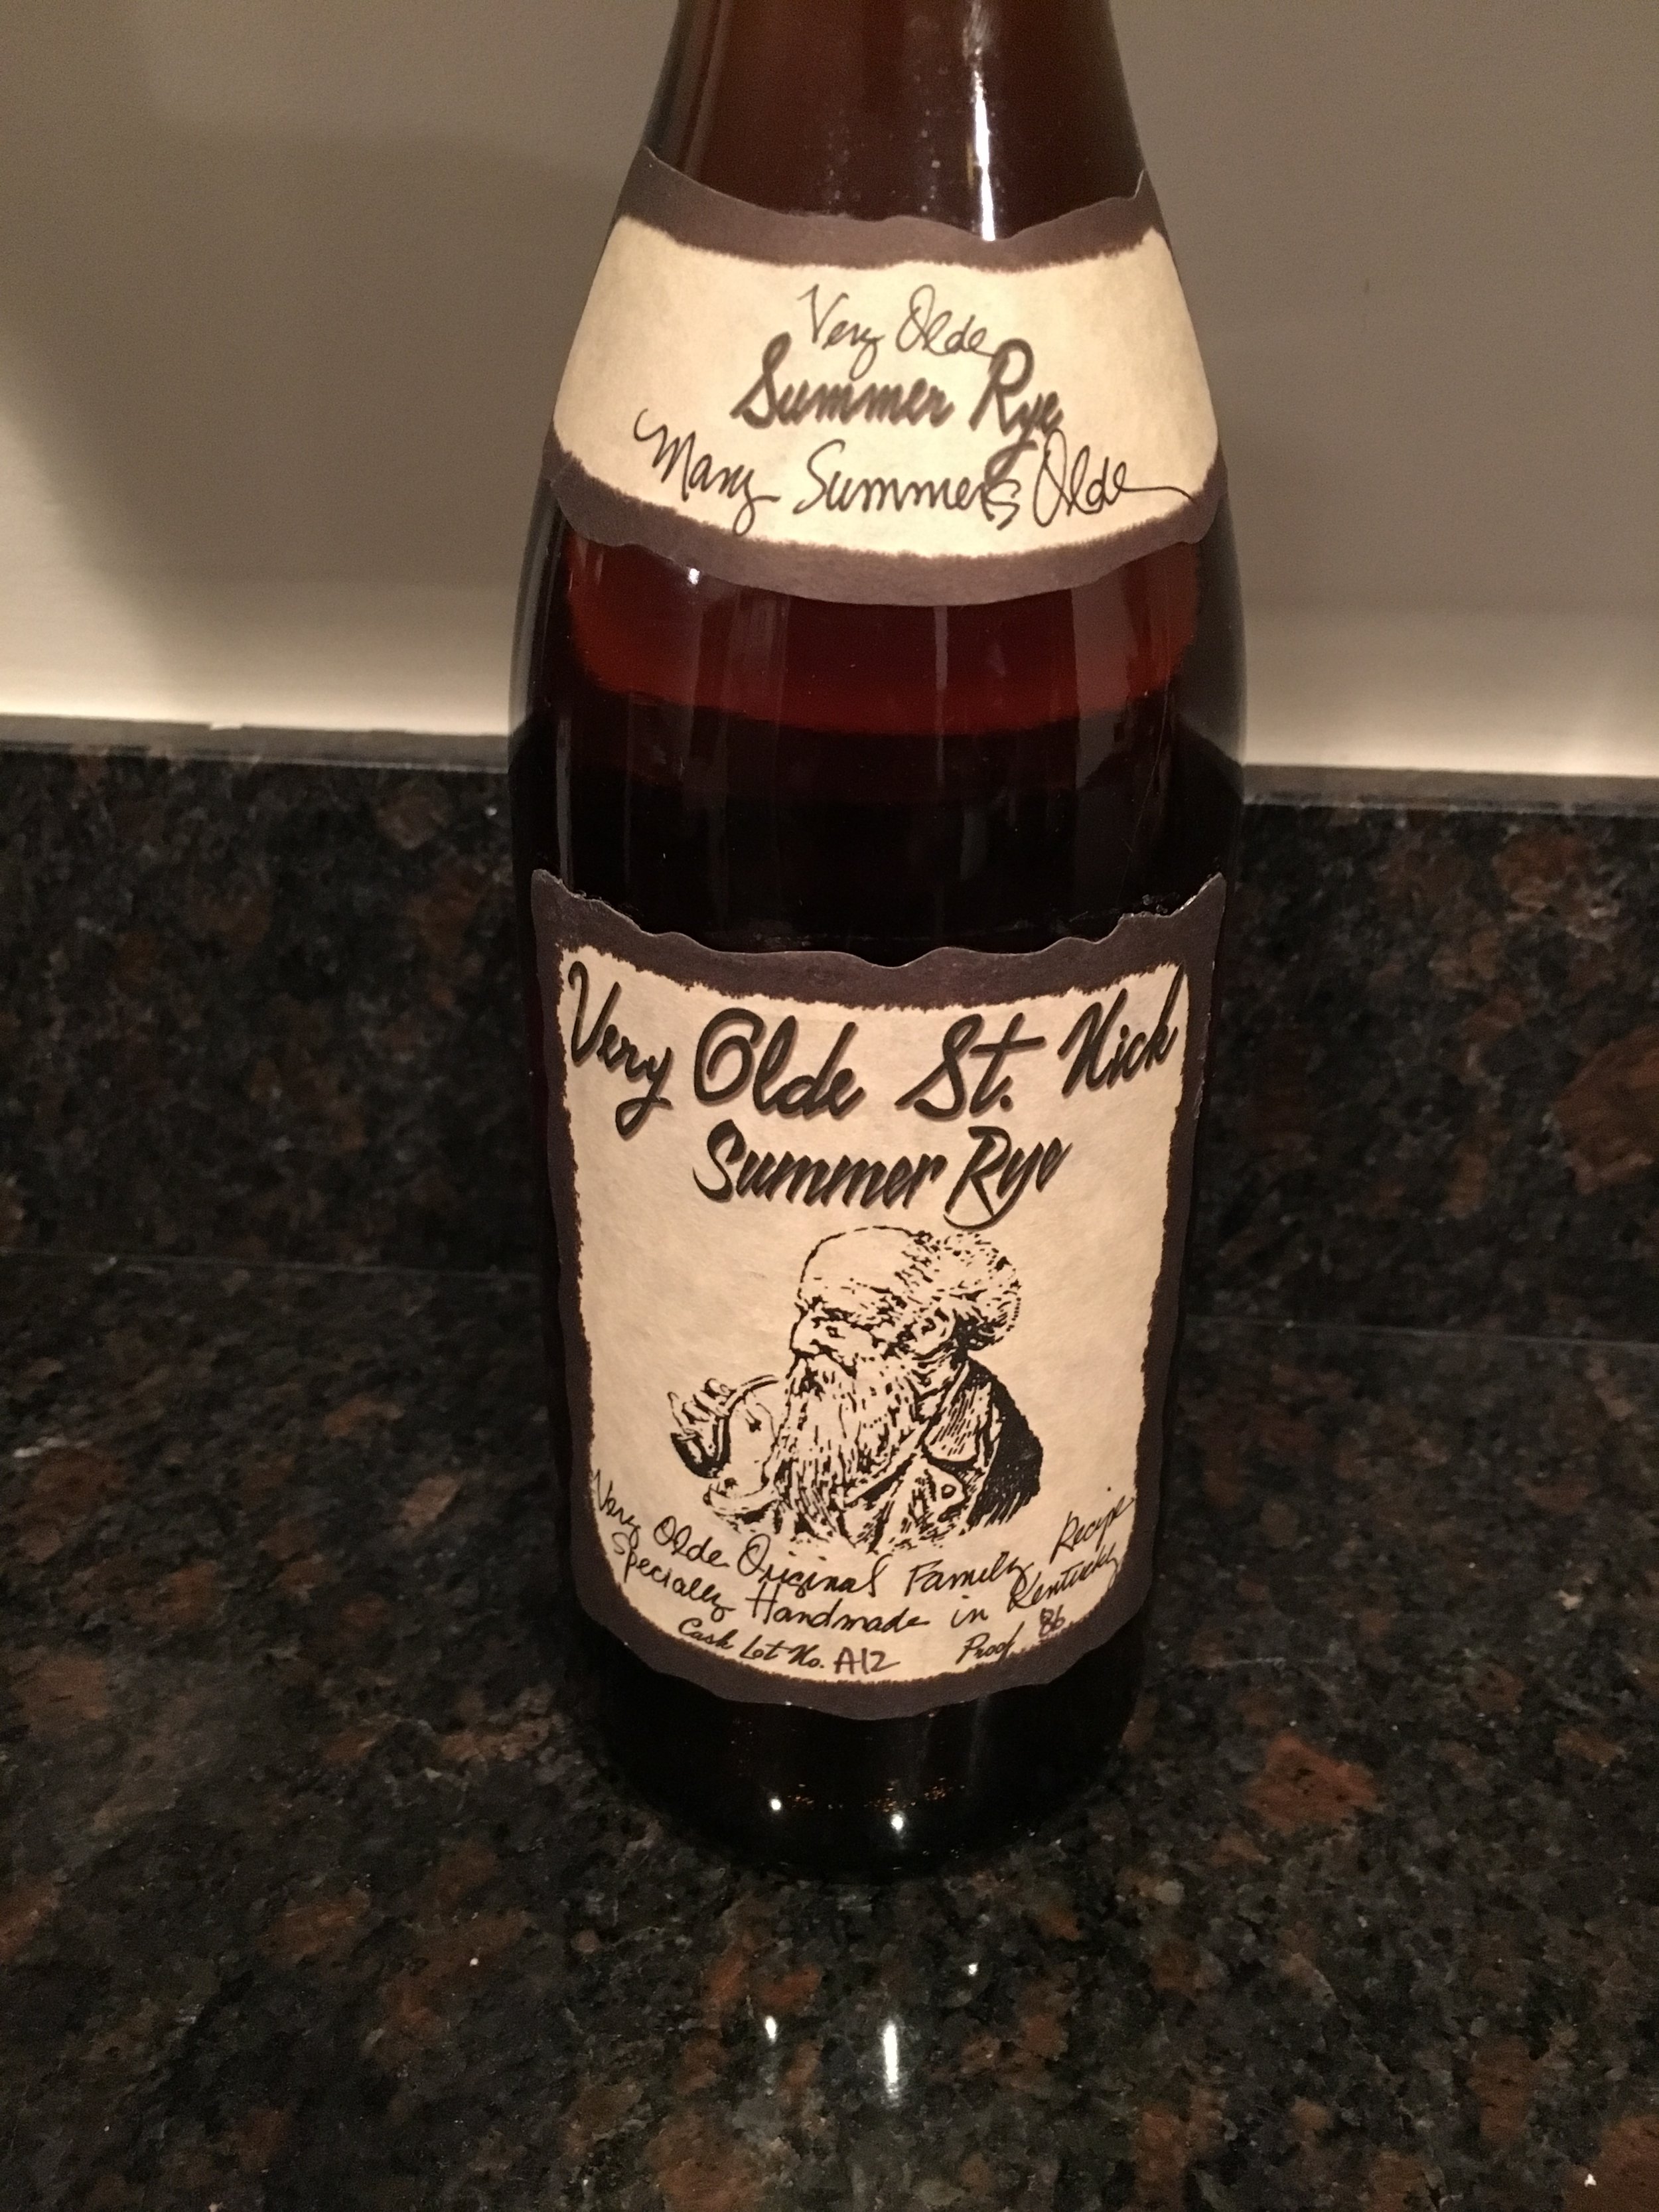 Very Olde
Summer Rye
Many Summers Olde
Very Olde St. Nick
Summer Rye
Very Olde Original Family Recipe
Specially Handmade in Kentucky
Cask Lot No. A12 Proof 86